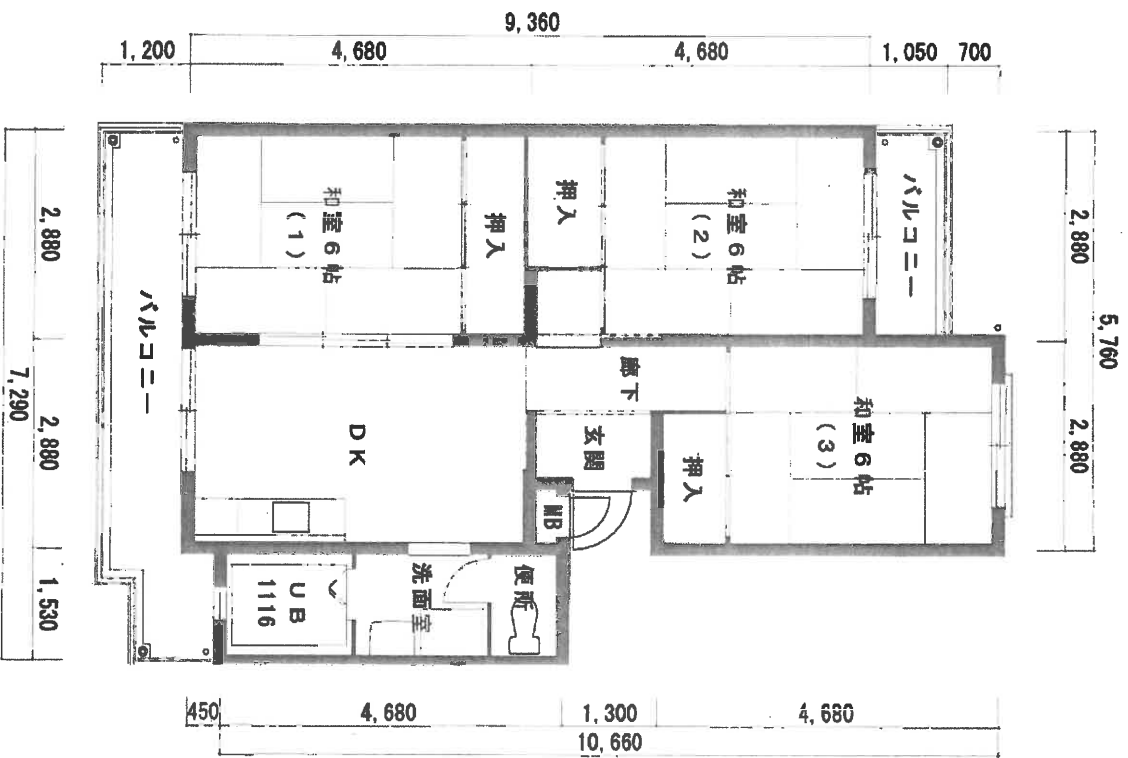 9,360
1,200
4,680
4,680
1,050
700
和室6帖
(1)
押入
押入
和室6帖
(2)
バルコニー
2,880
2,880
5,760
バルコニー
2,880
2,880
1,530
7,290
DK
廊下
玄関
MB
押入
和室6帖
(3)
UB
1116
洗面室
便所
450
4,680
1,300
4,680
10,660